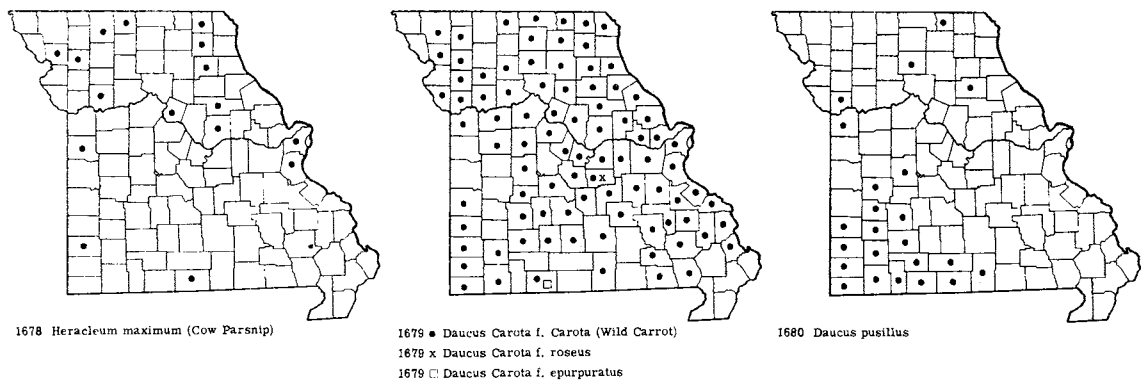 1678 Heracleum maximum (Cow Parsnip)
1679 ● Daucus Carota f. Carota (Wild Carrot)
1679 x Daucus Carota f. roseus
1679 □ Daucus Carota f. epurpuratus
1680 Daucus pusillus